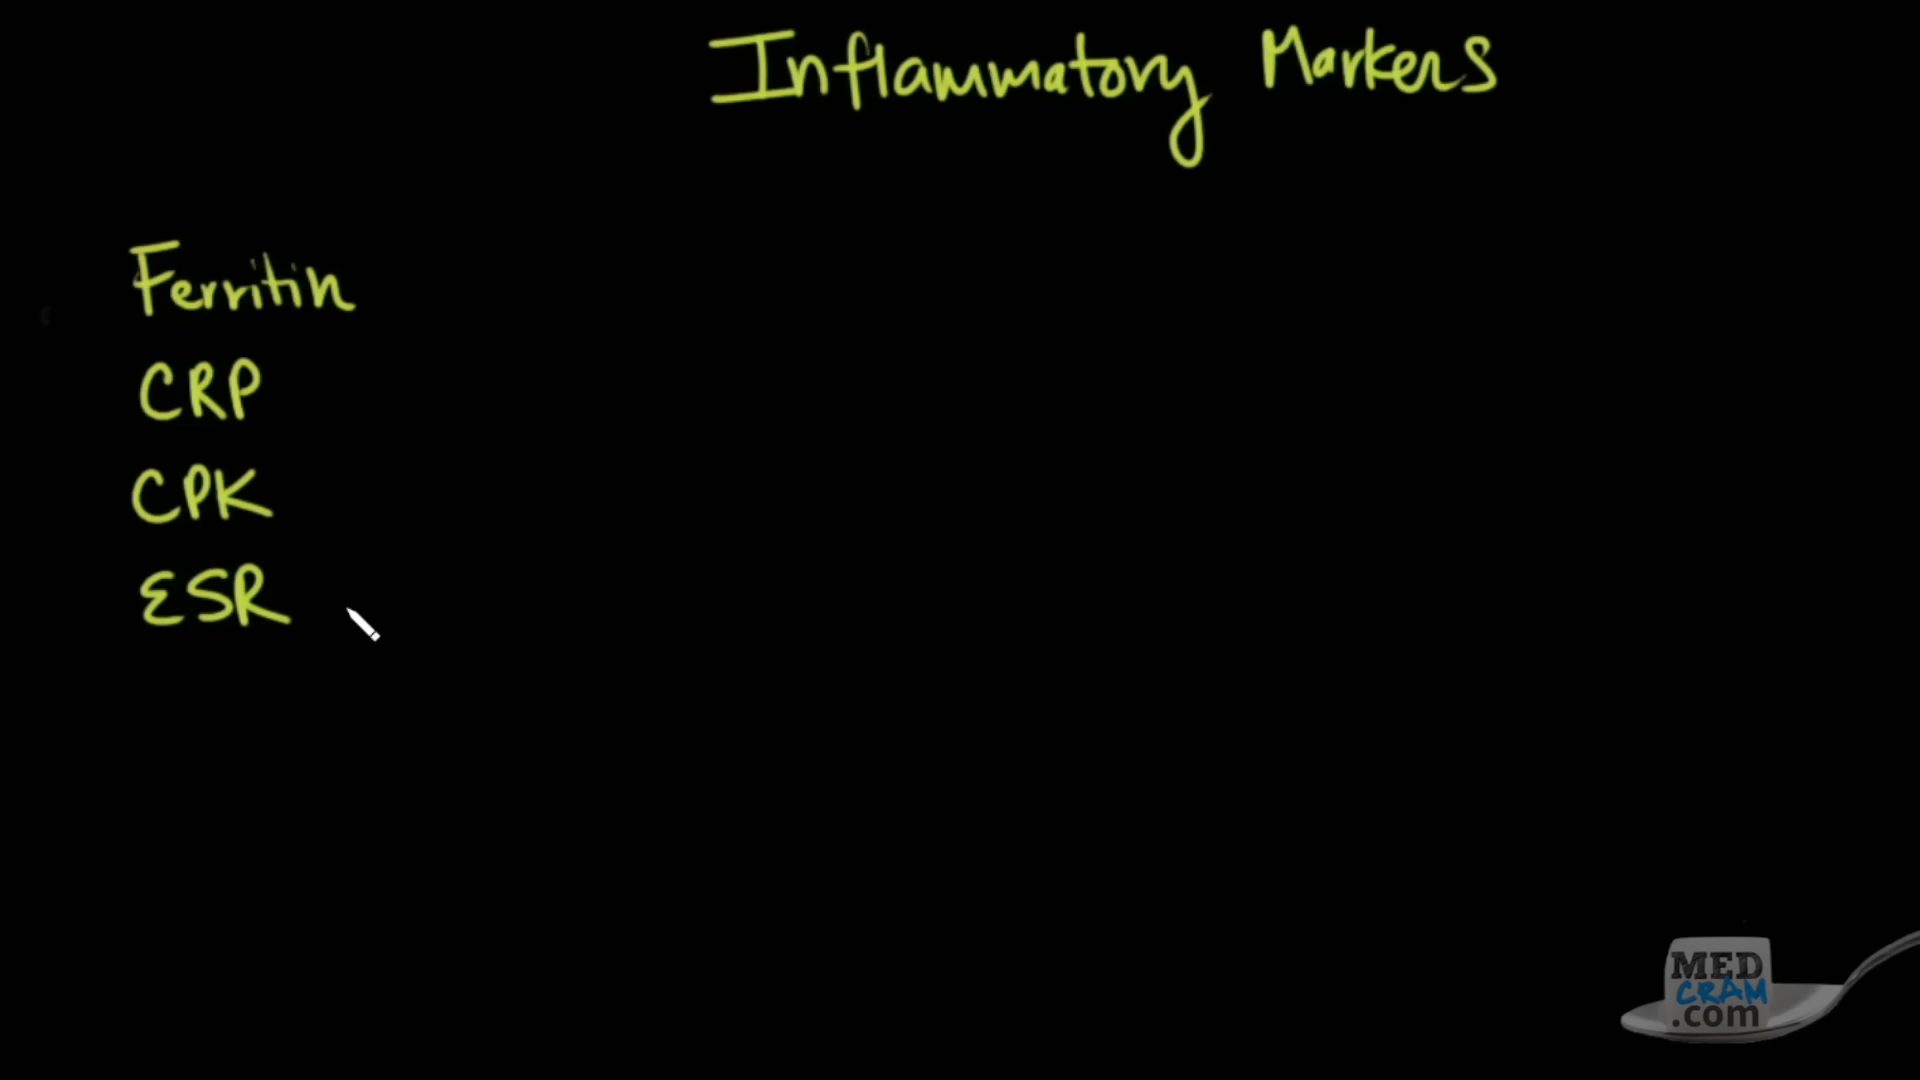 Inflammatory Markers
Ferritin
CRP
CPK
ESR
MED
CRAM
.com